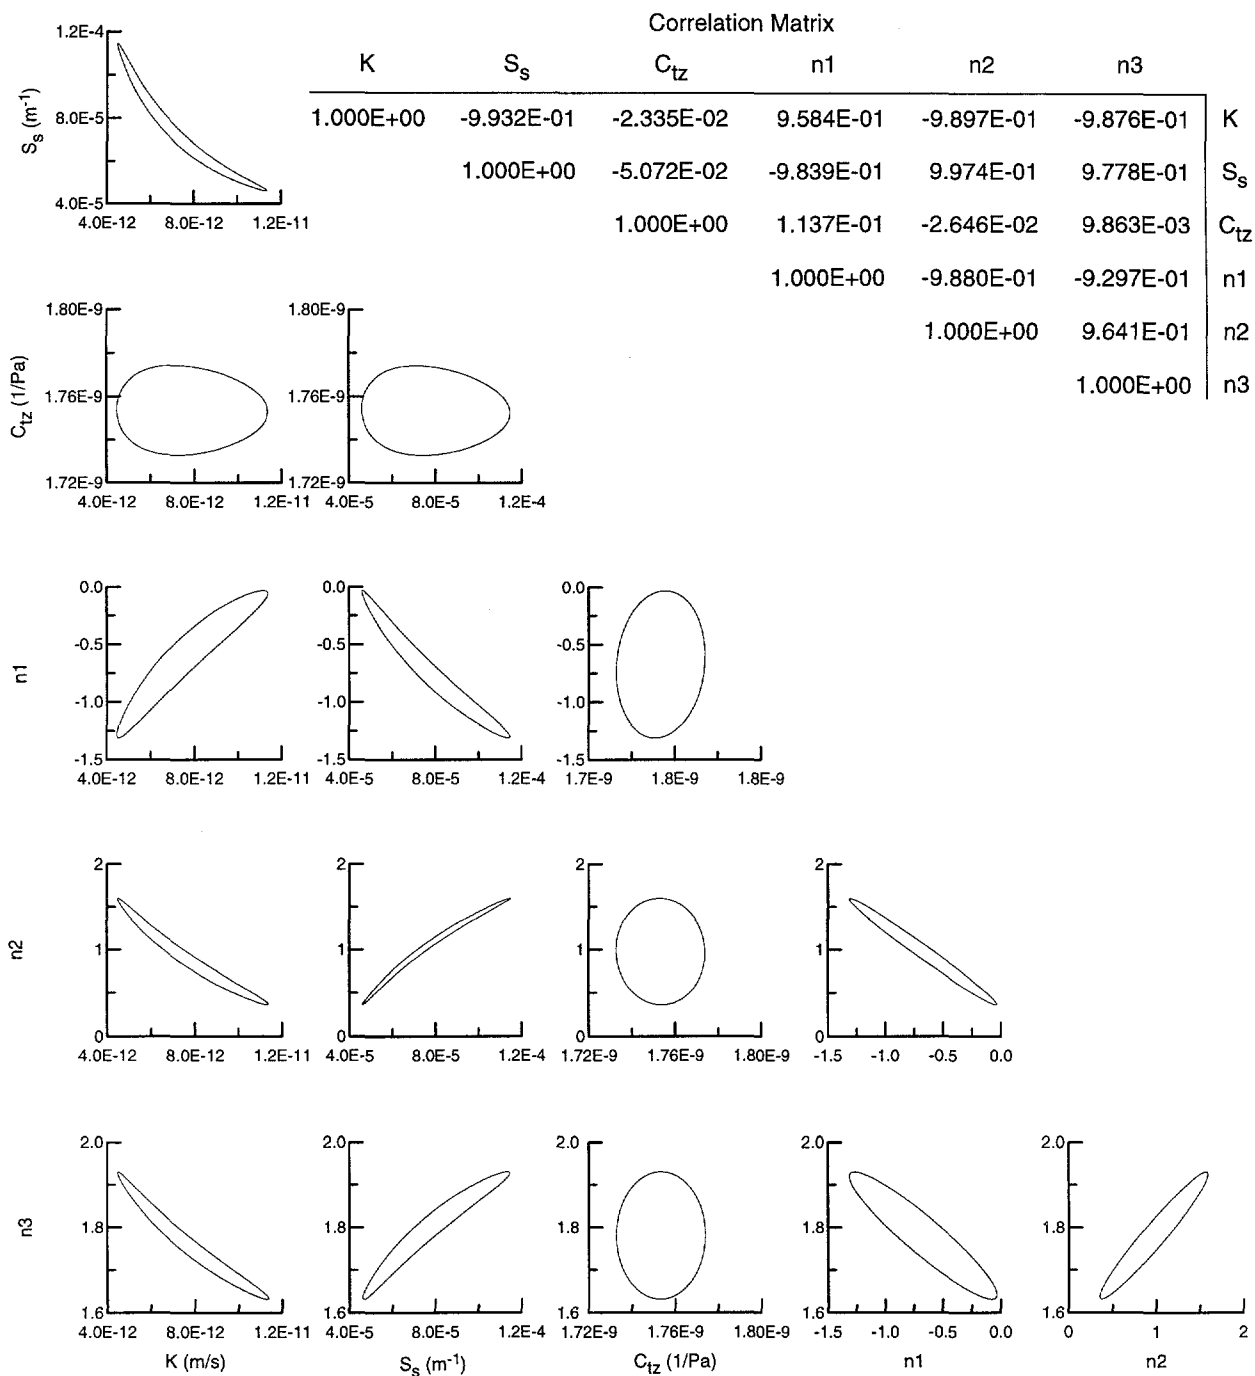 Correlation Matrix
K Ss Ctz n1 n2 n3
1.000E+00 -9.932E-01 -2.335E-02 9.584E-01 -9.897E-01 -9.876E-01 K
1.000E+00 -5.072E-02 -9.839E-01 9.974E-01 9.778E-01 Ss
1.000E+00 1.137E-01 -2.646E-02 9.863E-03 Ctz
1.000E+00 -9.880E-01 -9.297E-01 n1
1.000E+00 9.641E-01 n2
1.000E+00 n3
1.2E-4
8.0E-5
4.0E-5
Ss (m-1)
4.0E-12 8.0E-12 1.2E-11
1.80E-9 1.80E-9
1.76E-9 1.76E-9
1.72E-9 1.72E-9
Ctz (1/Pa)
4.0E-12 8.0E-12 1.2E-11 4.0E-5 8.0E-5 1.2E-4
0.0 0.0 0.0
-0.5 -0.5 -0.5
-1.0 -1.0 -1.0
-1.5 -1.5 -1.5
n1
4.0E-12 8.0E-12 1.2E-11 4.0E-5 8.0E-5 1.2E-4 1.7E-9 1.8E-9 1.8E-9
2 2 2 2
1 1 1 1
0 0 0 0
n2
4.0E-12 8.0E-12 1.2E-11 4.0E-5 8.0E-5 1.2E-4 1.72E-9 1.76E-9 1.80E-9 -1.5 -1.0 -0.5 0.0
2.0 2.0 2.0 2.0 2.0
1.8 1.8 1.8 1.8 1.8
1.6 1.6 1.6 1.6 1.6
n3
4.0E-12 8.0E-12 1.2E-11 4.0E-5 8.0E-5 1.2E-4 1.72E-9 1.76E-9 1.80E-9 -1.5 -1.0 -0.5 0.0 0 1 2
K (m/s) Ss (m-1) Ctz (1/Pa) n1 n2